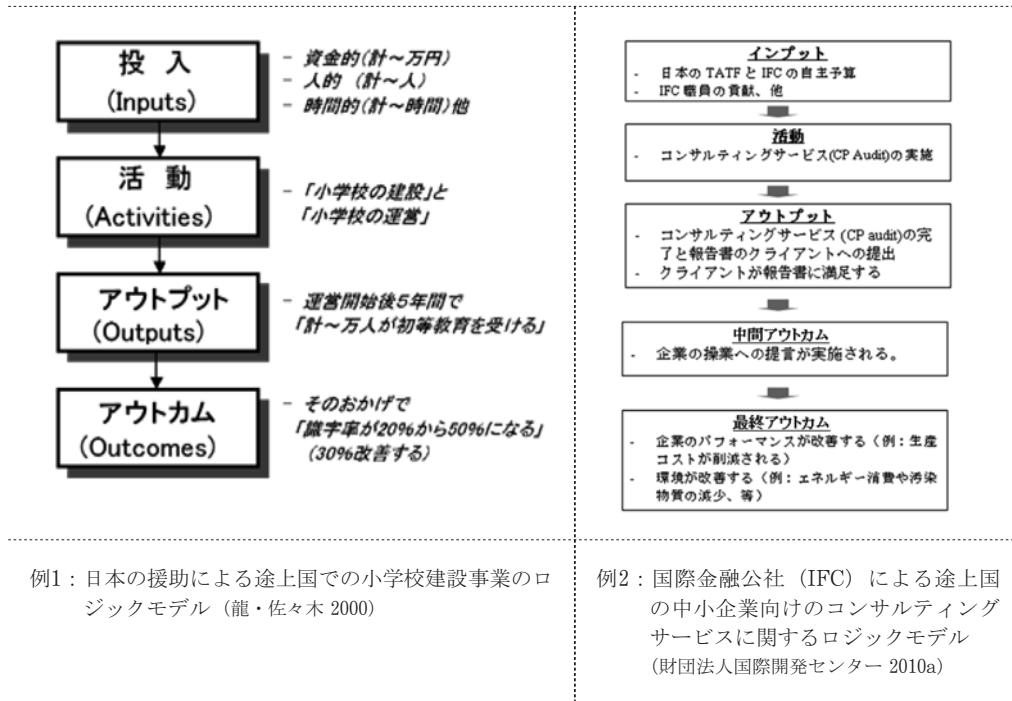 投 入
(Inputs)
- 資金的(計～万円)
- 人的 (計～人)
- 時間的(計～時間)他
活 動
(Activities)
- 「小学校の建設」と
「小学校の運営」
アウトプット
(Outputs)
- 運営開始後5年間で
「計～万人が初等教育を受ける」
アウトカム
(Outcomes)
- そのおかげで
「識字率が20%から50%になる」
(30%改善する)
例1：日本の援助による途上国での小学校建設事業のロ
ジックモデル（龍・佐々木 2000）
インプット
- 日本の TATF と IFC の自主予算
- IFC 職員の貢献、他
活動
- コンサルティングサービス(CP Audit)の実施
アウトプット
- コンサルティングサービス (CP audit)の完
了と報告書のクライアントへの提出
- クライアントが報告書に満足する
中間アウトカム
- 企業の操業への提言が実施される。
最終アウトカム
- 企業のパフォーマンスが改善する（例：生産
コストが削減される）
- 環境が改善する（例：エネルギー消費や汚染
物質の減少、等）
例2：国際金融公社（IFC）による途上国
の中小企業向けのコンサルティング
サービスに関するロジックモデル
（財団法人国際開発センター 2010a）